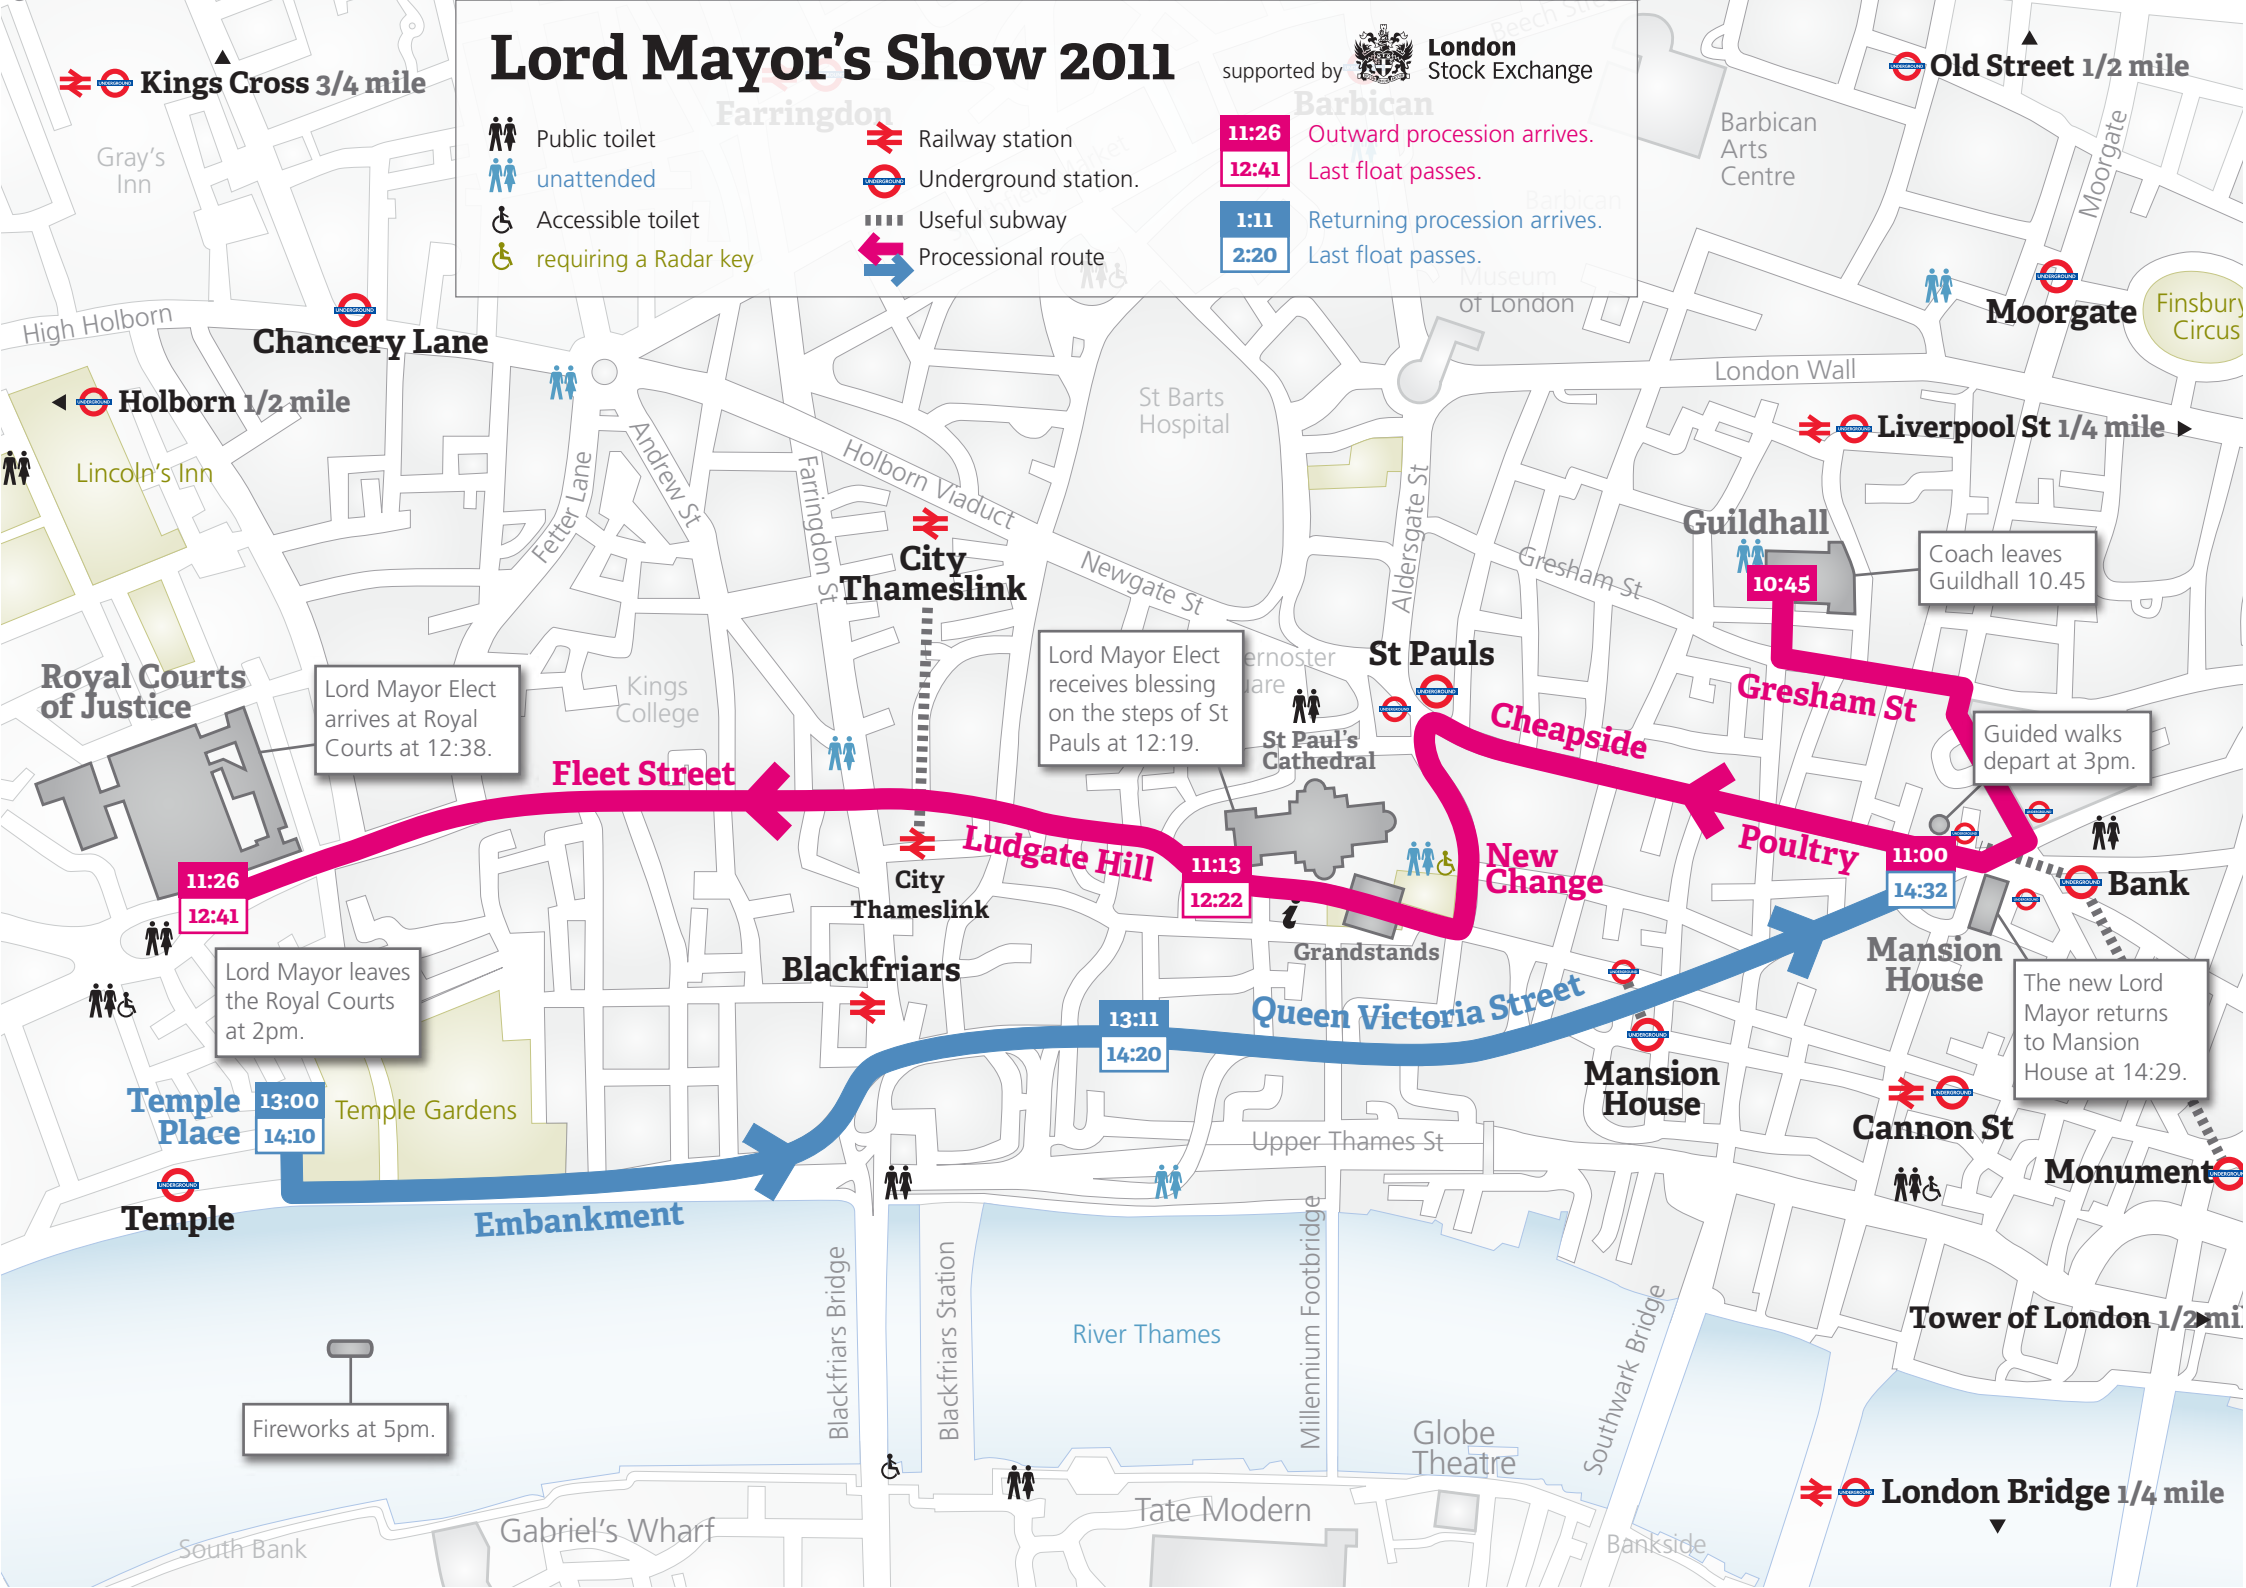 Lord Mayor's Show 2011
supported by
London
Stock Exchange
Public toilet
unattended
Accessible toilet
requiring a Radar key
Railway station
Underground station.
Useful subway
Processional route
11:26 Outward procession arrives.
12:41 Last float passes.
1:11 Returning procession arrives.
2:20 Last float passes.
Farringdon
Barbican
Beech Street
Barbican
Museum
of London
Kings Cross 3/4 mile
Gray's
Inn
Old Street 1/2 mile
Barbican
Arts
Centre
Moorgate
Moorgate
Finsbury
Circus
High Holborn
Chancery Lane
Holborn 1/2 mile
Lincoln's Inn
London Wall
Liverpool St 1/4 mile
St Barts
Hospital
Fetter Lane
Andrew St
Farringdon St
Holborn Viaduct
City
Thameslink
Newgate St
Aldersgate St
Gresham St
Guildhall
10:45
Coach leaves
Guildhall 10.45
Royal Courts
of Justice
Lord Mayor Elect
arrives at Royal
Courts at 12:38.
Kings
College
Lord Mayor Elect
receives blessing
on the steps of St
Pauls at 12:19.
ernoster
uare
St Pauls
St Paul's
Cathedral
Gresham St
Cheapside
Guided walks
depart at 3pm.
Fleet Street
Ludgate Hill
11:13
12:22
New
Change
Poultry
11:00
14:32
Bank
11:26
12:41
City
Thameslink
Grandstands
Mansion
House
Lord Mayor leaves
the Royal Courts
at 2pm.
Blackfriars
13:11
14:20
Queen Victoria Street
The new Lord
Mayor returns
to Mansion
House at 14:29.
Mansion
House
Temple
Place
13:00
14:10
Temple Gardens
Cannon St
Upper Thames St
Monument
Temple
Embankment
Blackfriars Bridge
Blackfriars Station
River Thames
Millennium Footbridge
Southwark Bridge
Tower of London 1/2 mil
Fireworks at 5pm.
Globe
Theatre
London Bridge 1/4 mile
South Bank
Gabriel's Wharf
Tate Modern
Bankside
UNDERGROUND